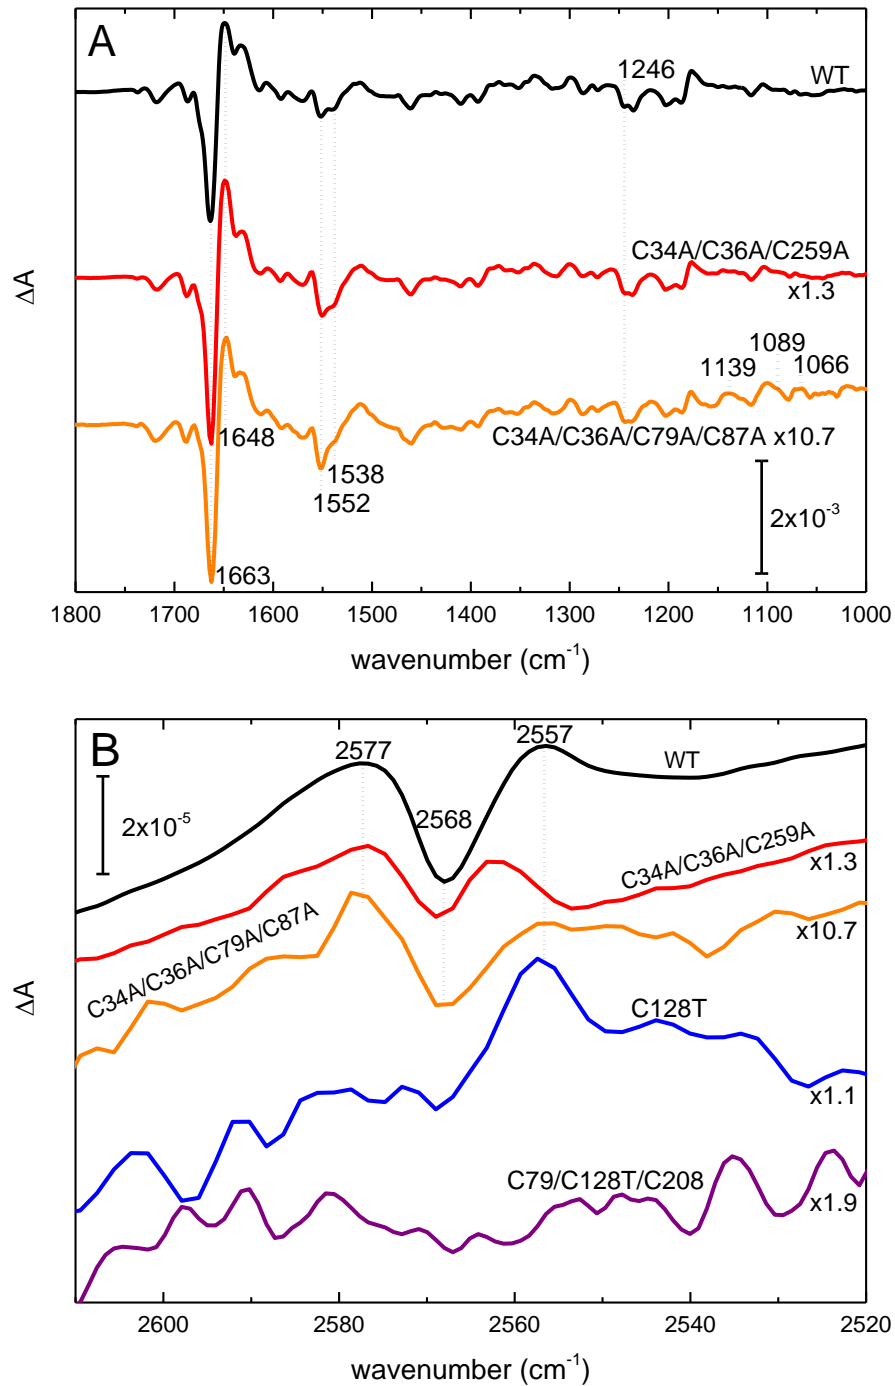 A
1246
WT
C34A/C36A/C259A
x1.3
1089
1139
1066
1648
C34A/C36A/C79A/C87A x10.7
1538
1552
2x10⁻³
1663
ΔA
1800 1700 1600 1500 1400 1300 1200 1100 1000
wavenumber (cm⁻¹)
B
2577
2557
WT
2x10⁻⁵
2568
C34A/C36A/C259A
x1.3
C34A/C36A/C79A/C87A
x10.7
C128T
x1.1
C79/C128T/C208
x1.9
ΔA
2600 2580 2560 2540 2520
wavenumber (cm⁻¹)